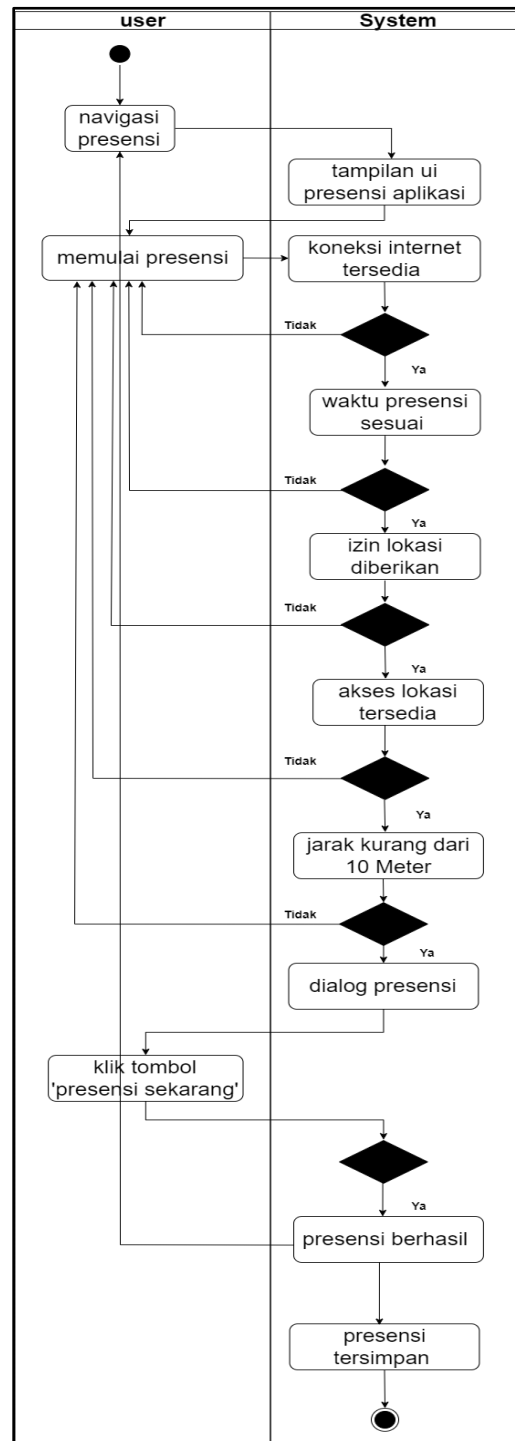 user
System
navigasi
presensi
tampilan ui
presensi aplikasi
memulai presensi
koneksi internet
tersedia
Tidak
Ya
waktu presensi
sesuai
Tidak
Ya
izin lokasi
diberikan
Tidak
Ya
akses lokasi
tersedia
Tidak
Ya
jarak kurang dari
10 Meter
Tidak
Ya
dialog presensi
klik tombol
'presensi sekarang'
Ya
presensi berhasil
presensi
tersimpan